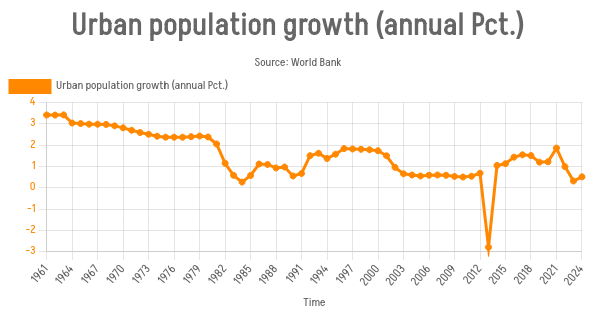 Urban population growth (annual Pct.)
Source: World Bank
Urban population growth (annual Pct.)
4
3
2
1
0
-1
-2
-3
1961 1964 1967 1970 1973 1976 1979 1982 1985 1988 1991 1994 1997 2000 2003 2006 2009 2012 2015 2018 2021 2024
Time